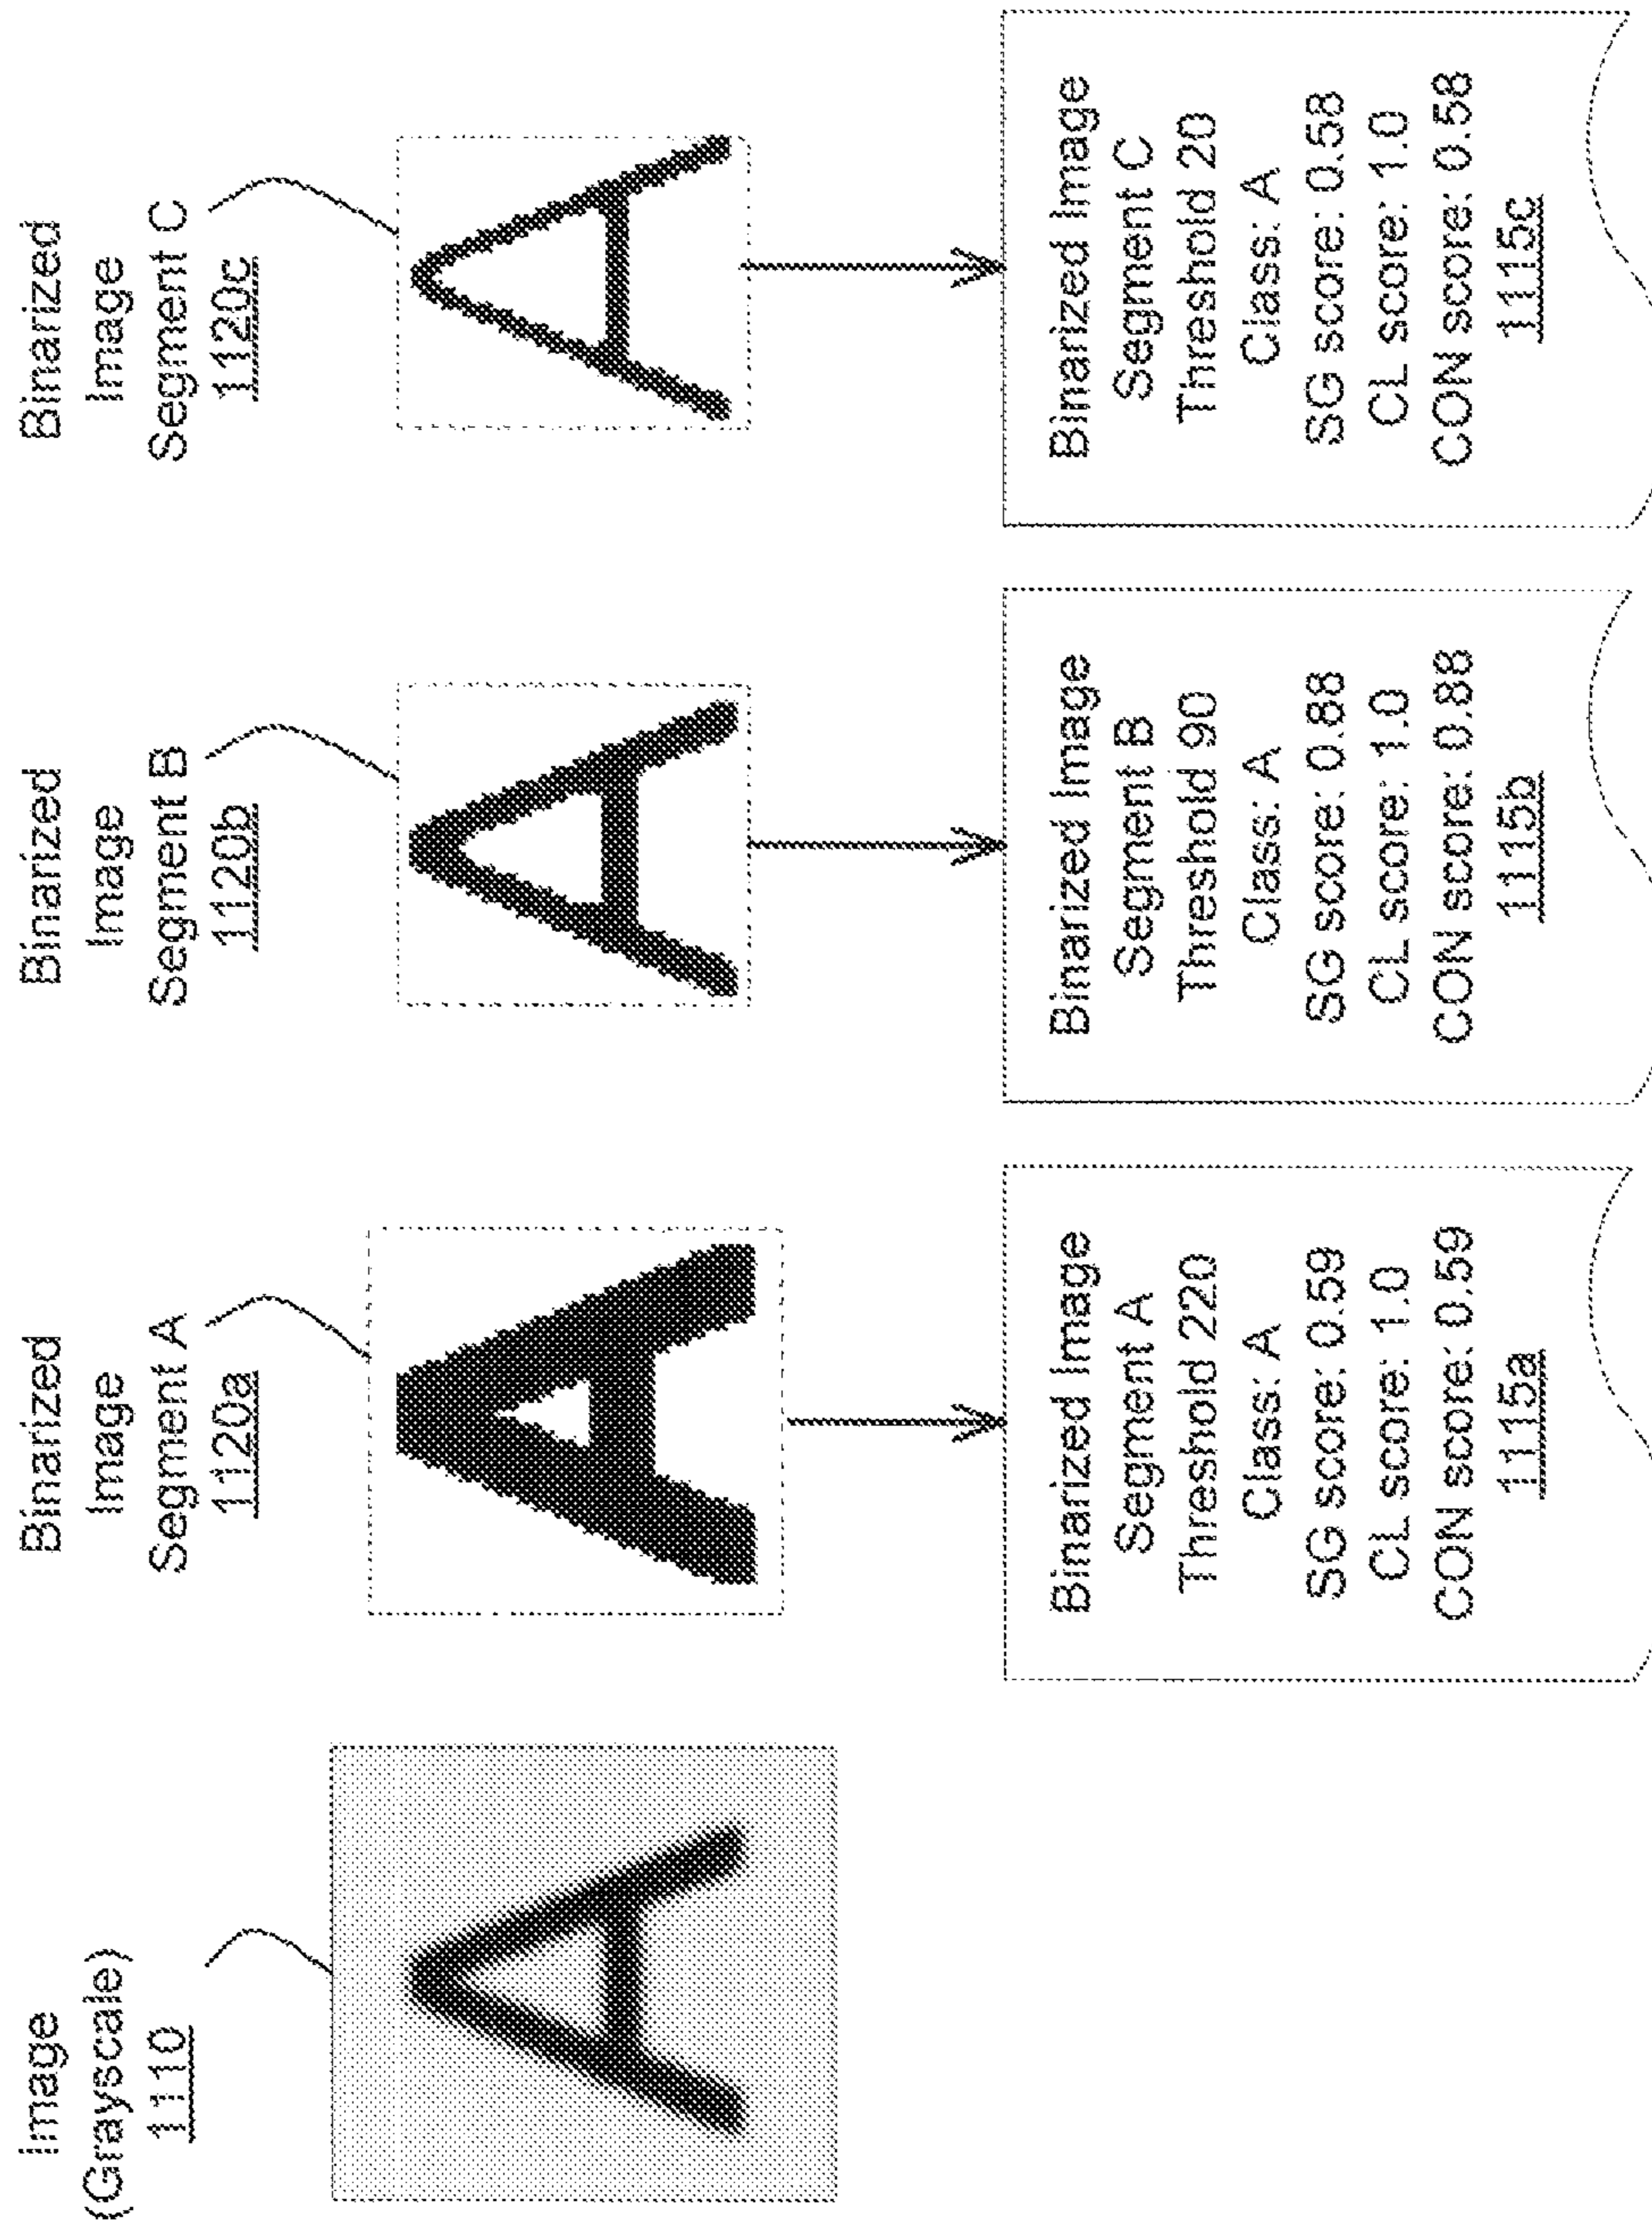 Image
(Grayscale)
1110
Binarized
Image
Segment A
1120a
Binarized
Image
Segment B
1120b
Binarized
Image
Segment C
1120c
A
A
A
A
Binarized Image
Segment A
Threshold 220
Class: A
SG score: 0.59
CL score: 1.0
CON score: 0.59
1115a
Binarized Image
Segment B
Threshold 90
Class: A
SG score: 0.88
CL score: 1.0
CON score: 0.88
1115b
Binarized Image
Segment C
Threshold 20
Class: A
SG score: 0.58
CL score: 1.0
CON score: 0.58
1115c